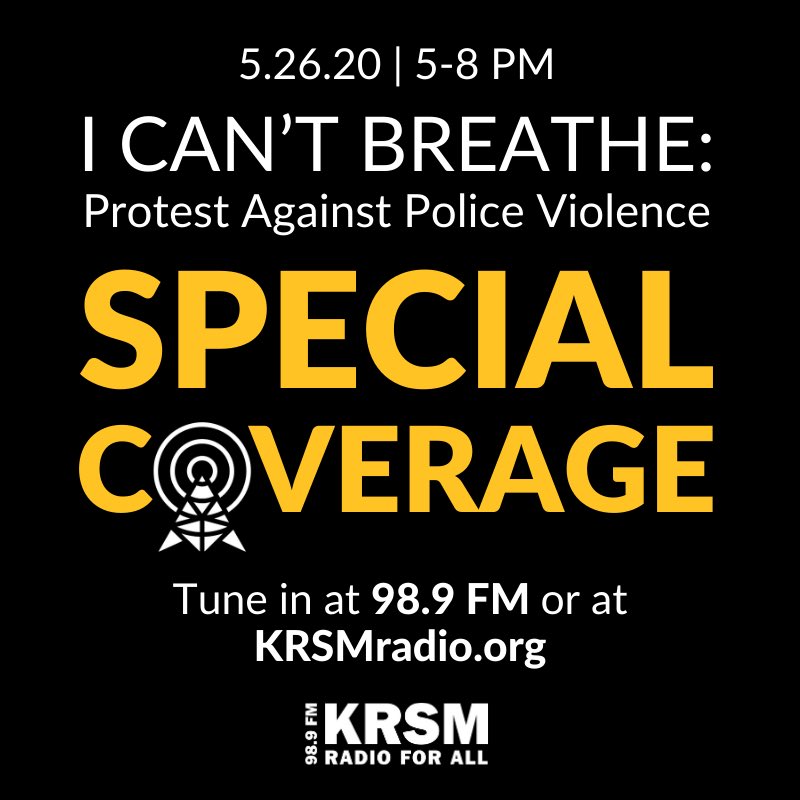 5.26.20 | 5-8 PM
I CAN’T BREATHE:
Protest Against Police Violence
SPECIAL
COVERAGE
Tune in at 98.9 FM or at
KRSMradio.org
98.9 FM
KRSM
RADIO FOR ALL